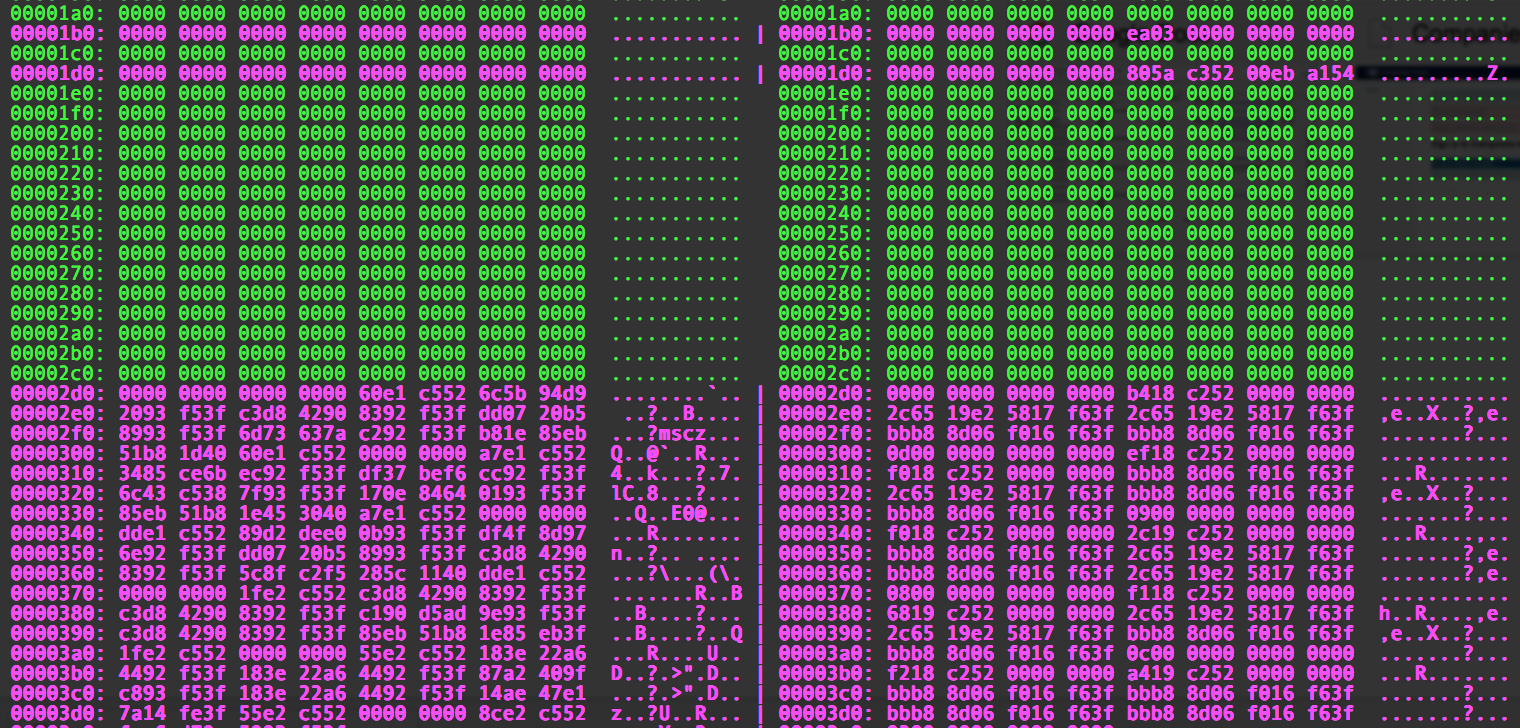 00001a0: 0000 0000 0000 0000 0000 0000 0000 0000 ........... 00001a0: 0000 0000 0000 0000 0000 0000 0000 0000 ...........
00001b0: 0000 0000 0000 0000 0000 0000 0000 0000 ........... | 00001b0: 0000 0000 0000 0000 ea03 0000 0000 0000 ...........
00001c0: 0000 0000 0000 0000 0000 0000 0000 0000 ........... 00001c0: 0000 0000 0000 0000 0000 0000 0000 0000 ...........
00001d0: 0000 0000 0000 0000 0000 0000 0000 0000 ........... | 00001d0: 0000 0000 0000 0000 805a c352 00eb a154 .........Z.
00001e0: 0000 0000 0000 0000 0000 0000 0000 0000 ........... 00001e0: 0000 0000 0000 0000 0000 0000 0000 0000 ...........
00001f0: 0000 0000 0000 0000 0000 0000 0000 0000 ........... 00001f0: 0000 0000 0000 0000 0000 0000 0000 0000 ...........
0000200: 0000 0000 0000 0000 0000 0000 0000 0000 ........... 0000200: 0000 0000 0000 0000 0000 0000 0000 0000 ...........
0000210: 0000 0000 0000 0000 0000 0000 0000 0000 ........... 0000210: 0000 0000 0000 0000 0000 0000 0000 0000 ...........
0000220: 0000 0000 0000 0000 0000 0000 0000 0000 ........... 0000220: 0000 0000 0000 0000 0000 0000 0000 0000 ...........
0000230: 0000 0000 0000 0000 0000 0000 0000 0000 ........... 0000230: 0000 0000 0000 0000 0000 0000 0000 0000 ...........
0000240: 0000 0000 0000 0000 0000 0000 0000 0000 ........... 0000240: 0000 0000 0000 0000 0000 0000 0000 0000 ...........
0000250: 0000 0000 0000 0000 0000 0000 0000 0000 ........... 0000250: 0000 0000 0000 0000 0000 0000 0000 0000 ...........
0000260: 0000 0000 0000 0000 0000 0000 0000 0000 ........... 0000260: 0000 0000 0000 0000 0000 0000 0000 0000 ...........
0000270: 0000 0000 0000 0000 0000 0000 0000 0000 ........... 0000270: 0000 0000 0000 0000 0000 0000 0000 0000 ...........
0000280: 0000 0000 0000 0000 0000 0000 0000 0000 ........... 0000280: 0000 0000 0000 0000 0000 0000 0000 0000 ...........
0000290: 0000 0000 0000 0000 0000 0000 0000 0000 ........... 0000290: 0000 0000 0000 0000 0000 0000 0000 0000 ...........
00002a0: 0000 0000 0000 0000 0000 0000 0000 0000 ........... 00002a0: 0000 0000 0000 0000 0000 0000 0000 0000 ...........
00002b0: 0000 0000 0000 0000 0000 0000 0000 0000 ........... 00002b0: 0000 0000 0000 0000 0000 0000 0000 0000 ...........
00002c0: 0000 0000 0000 0000 0000 0000 0000 0000 ........... 00002c0: 0000 0000 0000 0000 0000 0000 0000 0000 ...........
00002d0: 0000 0000 0000 0000 60e1 c552 6c5b 94d9 ........`.. | 00002d0: 0000 0000 0000 0000 b418 c252 0000 0000 ...........
00002e0: 2093 f53f c3d8 4290 8392 f53f dd07 20b5  ..?..B.... | 00002e0: 2c65 19e2 5817 f63f 2c65 19e2 5817 f63f ,e..X..?,e.
00002f0: 8993 f53f 6d73 637a c292 f53f b81e 85eb ...?mscz... | 00002f0: bbb8 8d06 f016 f63f bbb8 8d06 f016 f63f .......?...
0000300: 51b8 1d40 60e1 c552 0000 0000 a7e1 c552 Q..@`..R... | 0000300: 0d00 0000 0000 0000 ef18 c252 0000 0000 ...........
0000310: 3485 ce6b ec92 f53f df37 bef6 cc92 f53f 4..k...?.7. | 0000310: f018 c252 0000 0000 bbb8 8d06 f016 f63f ...R.......
0000320: 6c43 c538 7f93 f53f 170e 8464 0193 f53f lC.8...?... | 0000320: 2c65 19e2 5817 f63f bbb8 8d06 f016 f63f ,e..X..?...
0000330: 85eb 51b8 1e45 3040 a7e1 c552 0000 0000 ..Q..E0@... | 0000330: bbb8 8d06 f016 f63f 0900 0000 0000 0000 .......?...
0000340: dde1 c552 89d2 dee0 0b93 f53f df4f 8d97 ...R....... | 0000340: f018 c252 0000 0000 2c19 c252 0000 0000 ...R....,..
0000350: 6e92 f53f dd07 20b5 8993 f53f c3d8 4290 n..?.. .... | 0000350: bbb8 8d06 f016 f63f 2c65 19e2 5817 f63f .......?,e.
0000360: 8392 f53f 5c8f c2f5 285c 1140 dde1 c552 ...?\...(\. | 0000360: bbb8 8d06 f016 f63f 2c65 19e2 5817 f63f .......?,e.
0000370: 0000 0000 1fe2 c552 c3d8 4290 8392 f53f .......R..B | 0000370: 0800 0000 0000 0000 f118 c252 0000 0000 ...........
0000380: c3d8 4290 8392 f53f c190 d5ad 9e93 f53f ..B....?... | 0000380: 6819 c252 0000 0000 2c65 19e2 5817 f63f h..R....,e.
0000390: c3d8 4290 8392 f53f 85eb 51b8 1e85 eb3f ..B....?..Q | 0000390: 2c65 19e2 5817 f63f bbb8 8d06 f016 f63f ,e..X..?...
00003a0: 1fe2 c552 0000 0000 55e2 c552 183e 22a6 ...R....U.. | 00003a0: bbb8 8d06 f016 f63f 0c00 0000 0000 0000 .......?...
00003b0: 4492 f53f 183e 22a6 4492 f53f 87a2 409f D..?.>".D.. | 00003b0: f218 c252 0000 0000 a419 c252 0000 0000 ...R.......
00003c0: c893 f53f 183e 22a6 4492 f53f 14ae 47e1 ...?.>".D.. | 00003c0: bbb8 8d06 f016 f63f bbb8 8d06 f016 f63f .......?...
00003d0: 7a14 fe3f 55e2 c552 0000 0000 8ce2 c552 z..?U..R... | 00003d0: bbb8 8d06 f016 f63f bbb8 8d06 f016 f63f .......?...